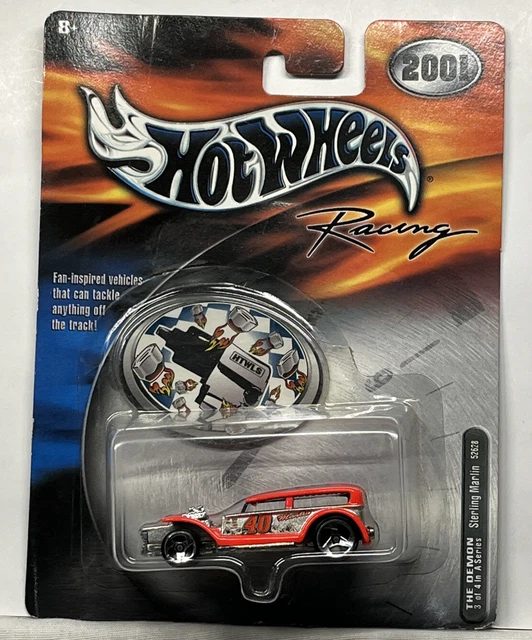 8+
2001
Hot Wheels
®
Racing
Fan-inspired vehicles
that can tackle
anything off
the track!
HTWLS
40
THE DEMON Sterling Marlin 52628
3 of 4 In A Series